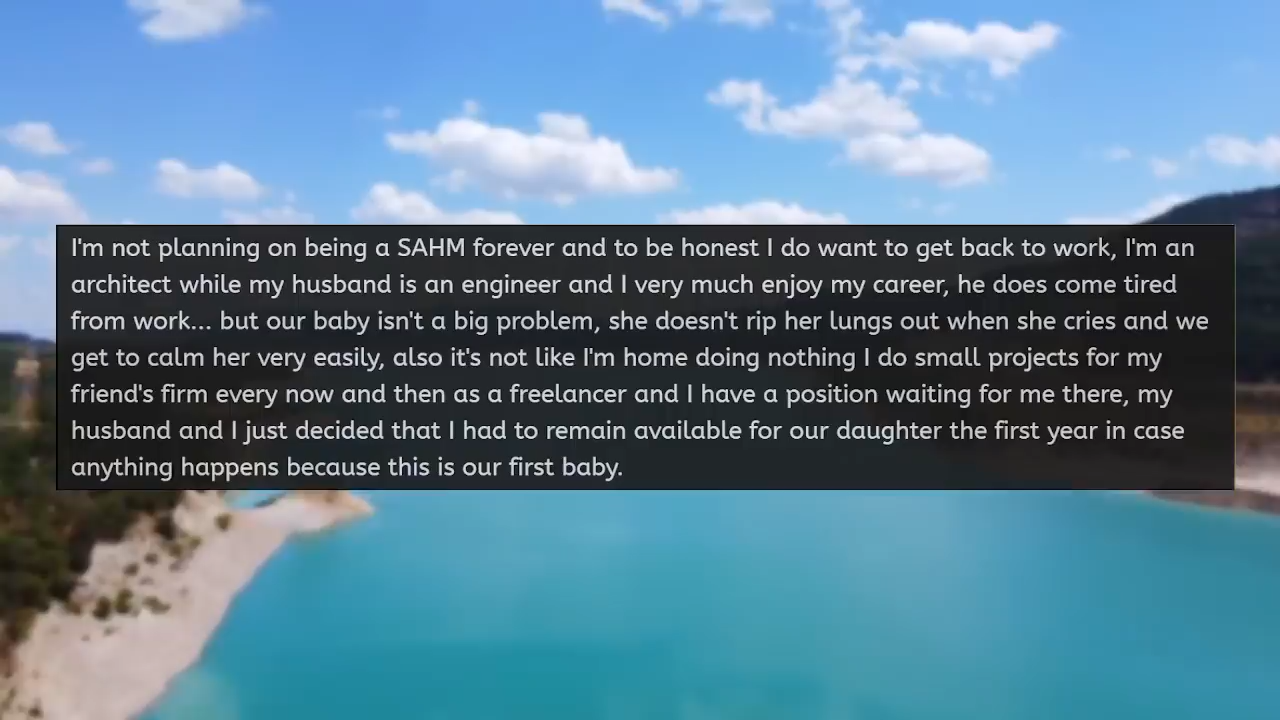 I'm not planning on being a SAHM forever and to be honest I do want to get back to work, I'm an
architect while my husband is an engineer and I very much enjoy my career, he does come tired
from work... but our baby isn't a big problem, she doesn't rip her lungs out when she cries and we
get to calm her very easily, also it's not like I'm home doing nothing I do small projects for my
friend's firm every now and then as a freelancer and I have a position waiting for me there, my
husband and I just decided that I had to remain available for our daughter the first year in case
anything happens because this is our first baby.